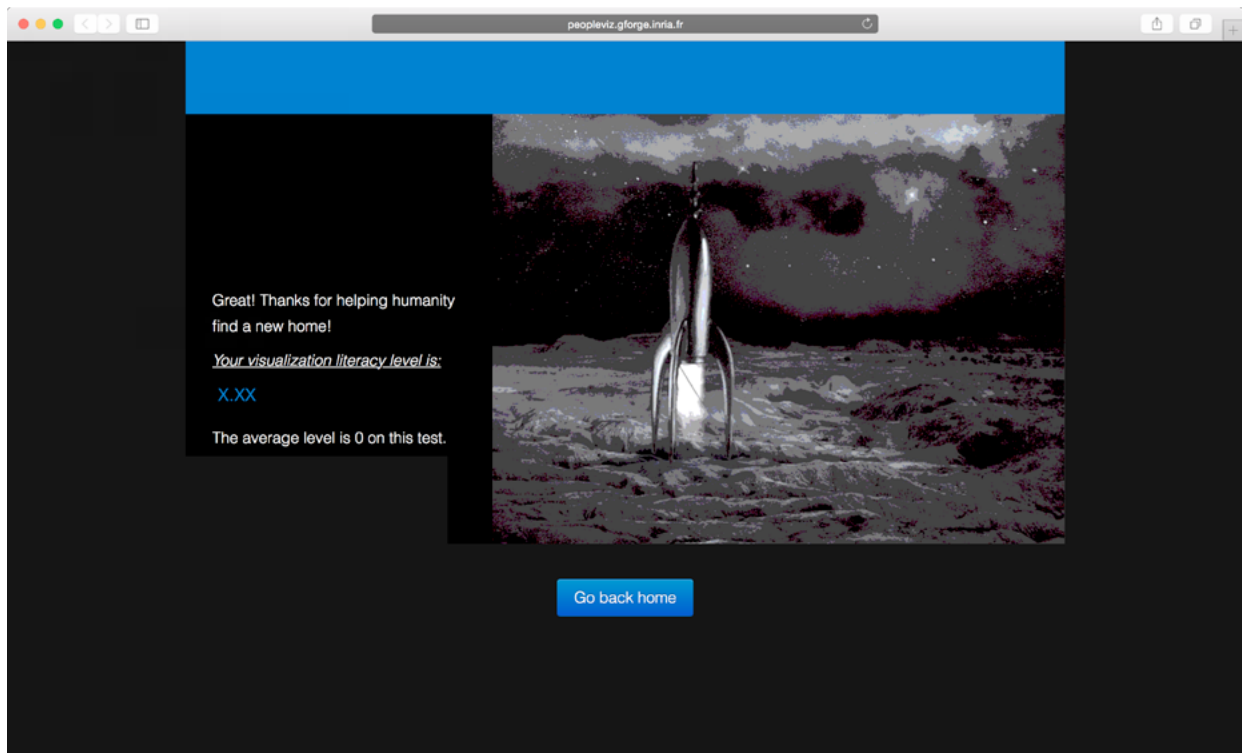 peopleviz.gforge.inria.fr
Great! Thanks for helping humanity
find a new home!
Your visualization literacy level is:
X.XX
The average level is 0 on this test.
Go back home